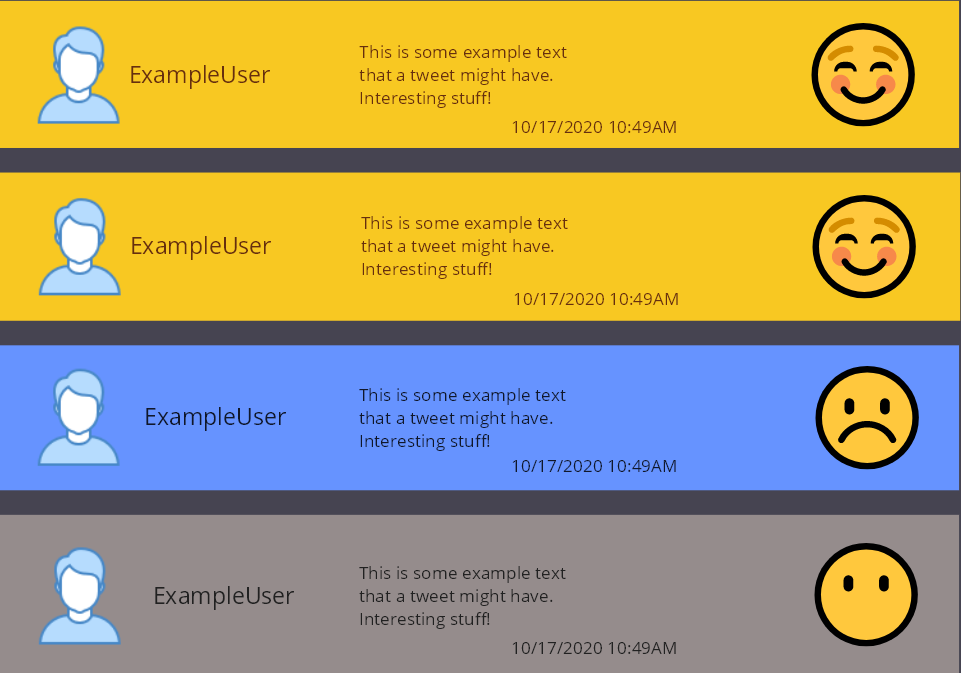 ExampleUser
This is some example text
that a tweet might have.
Interesting stuff!
10/17/2020 10:49AM
ExampleUser
This is some example text
that a tweet might have.
Interesting stuff!
10/17/2020 10:49AM
ExampleUser
This is some example text
that a tweet might have.
Interesting stuff!
10/17/2020 10:49AM
ExampleUser
This is some example text
that a tweet might have.
Interesting stuff!
10/17/2020 10:49AM